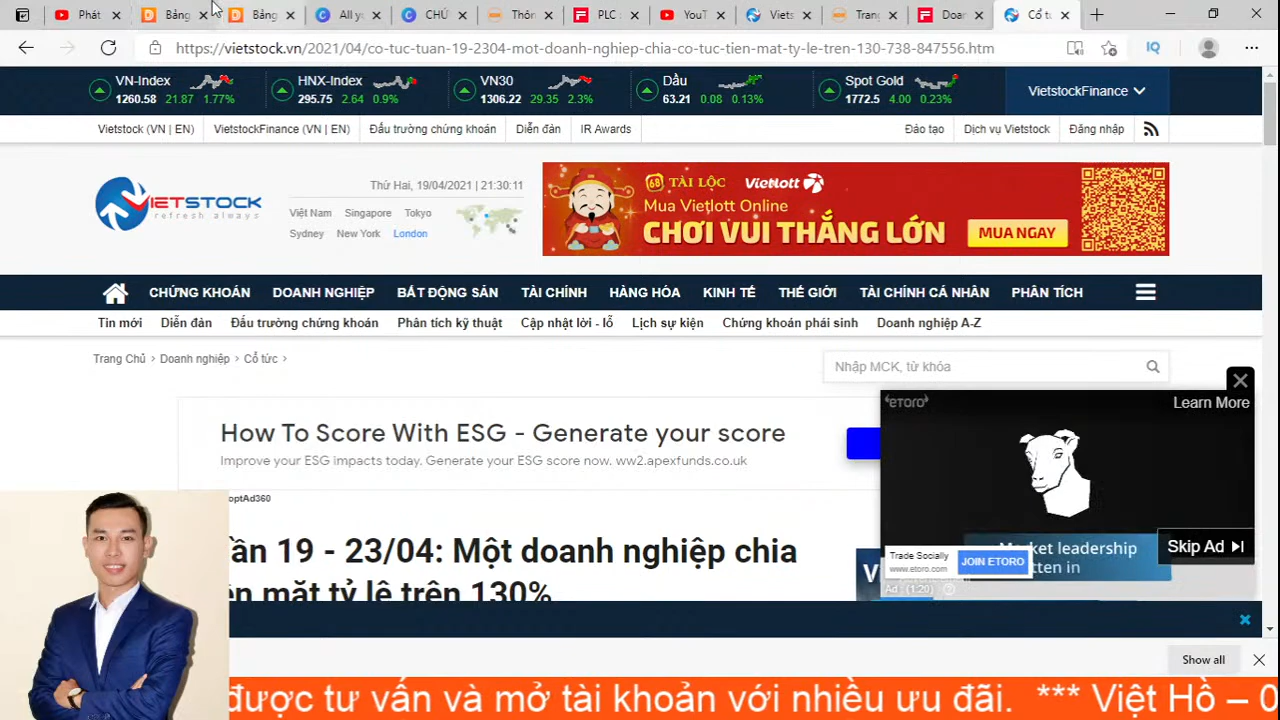 Phát
Bảng
Bảng
All yo
CHỨ
Thôn
PLC :
YouT
Viets
Trang
Doan
Cổ tư
https://vietstock.vn/2021/04/co-tuc-tuan-19-2304-mot-doanh-nghiep-chia-co-tuc-tien-mat-ty-le-tren-130-738-847556.htm
VN-Index
1260.58 21.87 1.77%
HNX-Index
295.75 2.64 0.9%
VN30
1306.22 29.35 2.3%
Dầu
63.21 0.08 0.13%
Spot Gold
1772.5 4.00 0.23%
VietstockFinance
Vietstock (VN | EN)
VietstockFinance (VN | EN)
Đấu trường chứng khoán
Diễn đàn
IR Awards
Đào tạo
Dịch vụ Vietstock
Đăng nhập
VIETSTOCK
refresh always
Thứ Hai, 19/04/2021 | 21:30:11
Việt Nam Singapore Tokyo
Sydney New York London
68 TÀI LỘC Vietlott
Mua Vietlott Online
CHƠI VUI THẮNG LỚN
MUA NGAY
CHỨNG KHOÁN DOANH NGHIỆP BẤT ĐỘNG SẢN TÀI CHÍNH HÀNG HÓA KINH TẾ THẾ GIỚI TÀI CHÍNH CÁ NHÂN PHÂN TÍCH
Tin mới Diễn đàn Đấu trường chứng khoán Phân tích kỹ thuật Cập nhật lời - lỗ Lịch sự kiện Chứng khoán phái sinh Doanh nghiệp A-Z
Trang Chủ > Doanh nghiệp > Cổ tức >
Nhập MCK, từ khóa
How To Score With ESG - Generate your score
Improve your ESG impacts today. Generate your ESG score now. ww2.apexfunds.co.uk
eToro
Learn More
optAd360
ần 19 - 23/04: Một doanh nghiệp chia
ền mặt tỷ lệ trên 130%
Market leadership
tten in
Skip Ad
Trade Socially
www.etoro.com
JOIN ETORO
Ad (1:20)
V
Show all
được tư vấn và mở tài khoản với nhiều ưu đãi. *** Việt Hồ – 0